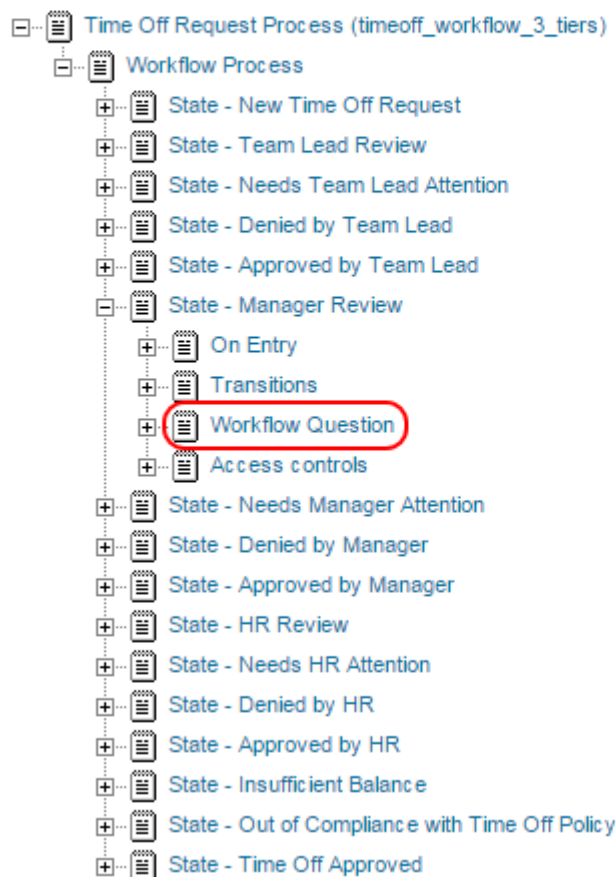 Time Off Request Process (timeoff_workflow_3_tiers)
Workflow Process
State - New Time Off Request
State - Team Lead Review
State - Needs Team Lead Attention
State - Denied by Team Lead
State - Approved by Team Lead
State - Manager Review
On Entry
Transitions
Workflow Question
Access controls
State - Needs Manager Attention
State - Denied by Manager
State - Approved by Manager
State - HR Review
State - Needs HR Attention
State - Denied by HR
State - Approved by HR
State - Insufficient Balance
State - Out of Compliance with Time Off Policy
State - Time Off Approved